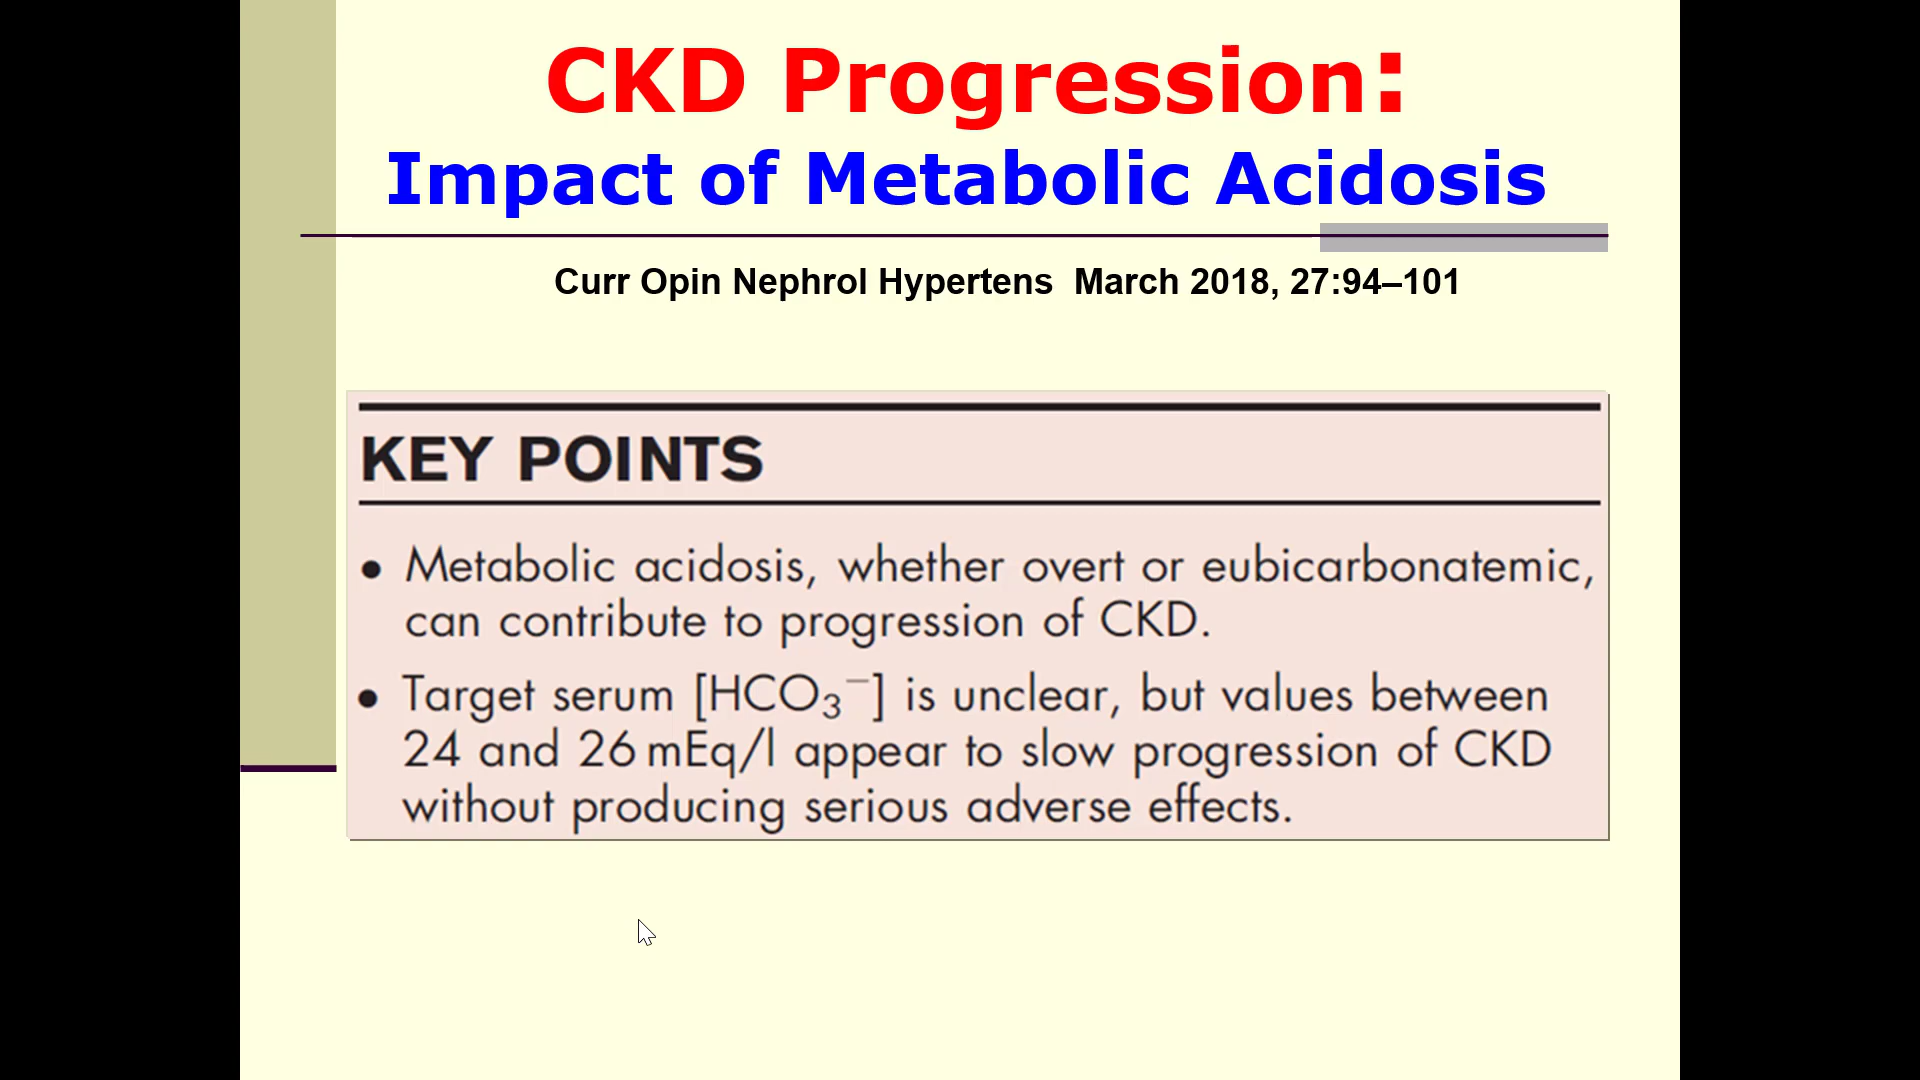 CKD Progression:
Impact of Metabolic Acidosis
Curr Opin Nephrol Hypertens  March 2018, 27:94–101
KEY POINTS
• Metabolic acidosis, whether overt or eubicarbonatemic,
can contribute to progression of CKD.
• Target serum [HCO₃⁻] is unclear, but values between
24 and 26 mEq/l appear to slow progression of CKD
without producing serious adverse effects.